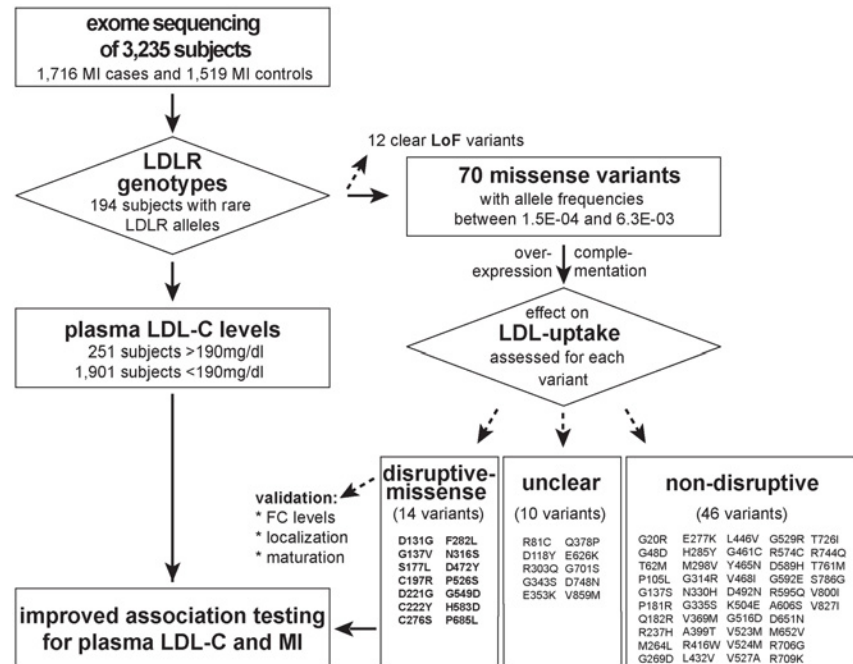 exome sequencing
of 3,235 subjects
1,716 MI cases and 1,519 MI controls
12 clear LoF variants
LDLR
genotypes
194 subjects with rare
LDLR alleles
70 missense variants
with allele frequencies
between 1.5E-04 and 6.3E-03
over-
expression
comple-
mentation
plasma LDL-C levels
251 subjects >190mg/dl
1,901 subjects <190mg/dl
effect on
LDL-uptake
assessed for each
variant
validation:
* FC levels
* localization
* maturation
disruptive-
missense
(14 variants)
D131G F282L
G137V N316S
S177L D472Y
C197R P526S
D221G G549D
C222Y H583D
C276S P685L
unclear
(10 variants)
R81C Q378P
D118Y E626K
R303Q G701S
G343S D748N
E353K V859M
non-disruptive
(46 variants)
G20R E277K L446V G529R T726I
G48D H285Y G461C R574C R744Q
T62M M298V Y465N D589H T761M
P105L G314R V468I G592E S786G
G137S N330H D492N R595Q V800I
P181R G335S K504E A606S V827I
Q182R V369M G516D D651N
R237H A399T V523M M652V
M264L R416W V524M R706G
G269D L432V V527A R709K
improved association testing
for plasma LDL-C and MI